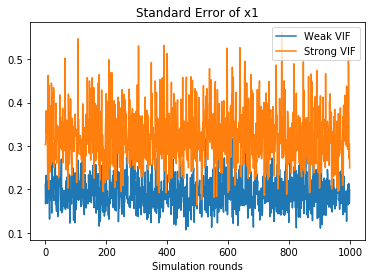 Standard Error of x1
Weak VIF
Strong VIF
0.5
0.4
0.3
0.2
0.1
0 200 400 600 800 1000
Simulation rounds